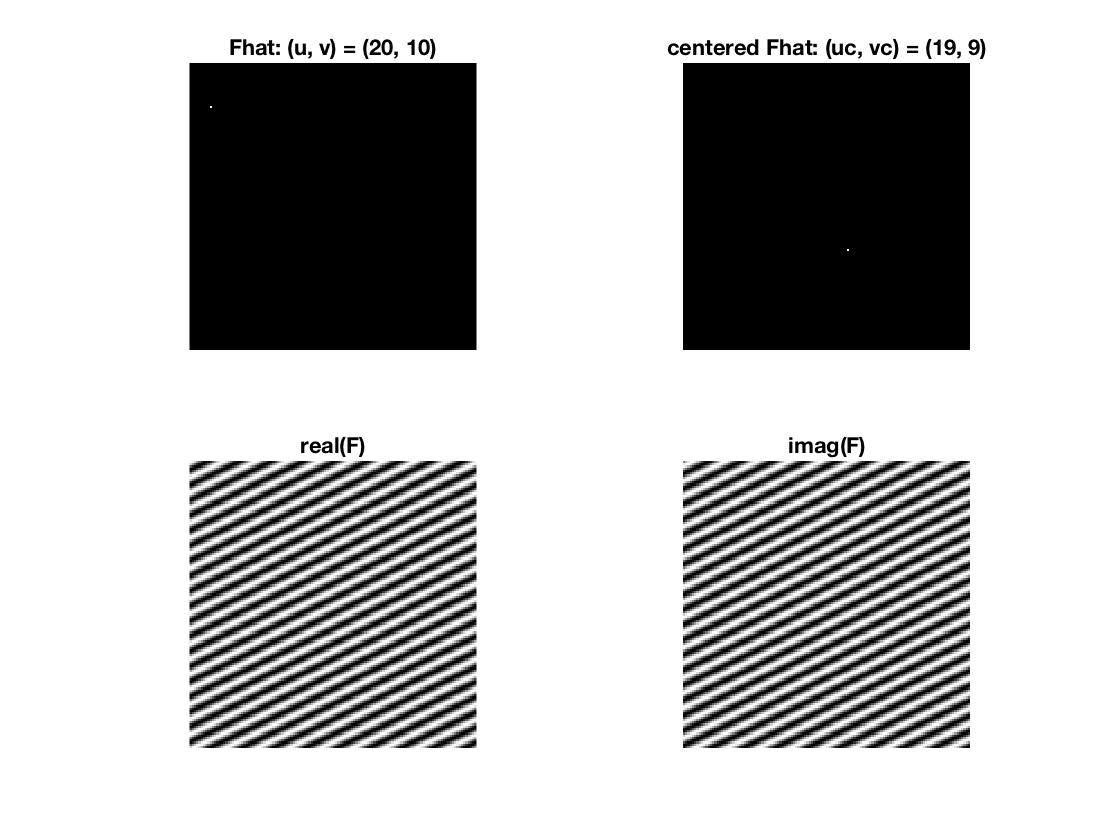 Fhat: (u, v) = (20, 10)
centered Fhat: (uc, vc) = (19, 9)
real(F)
imag(F)